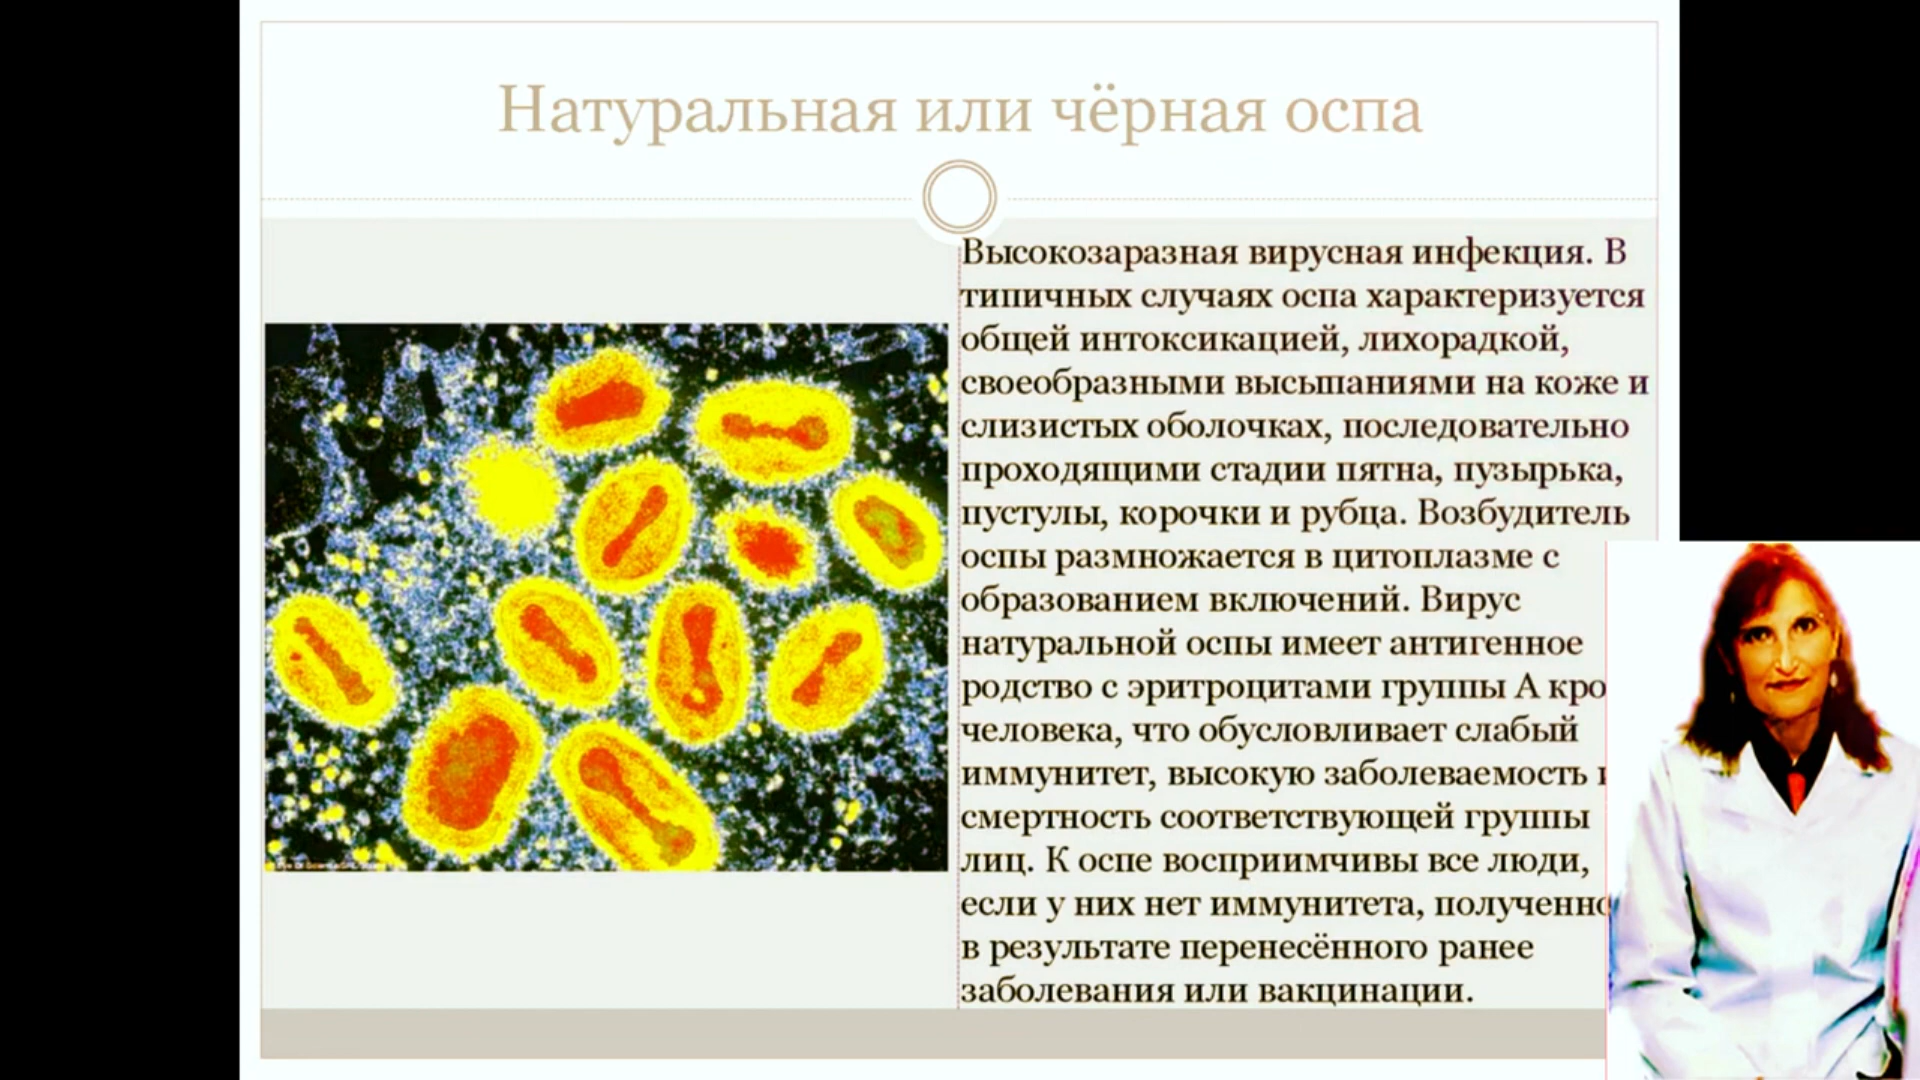 Натуральная или чёрная оспа
Высокозаразная вирусная инфекция. В
типичных случаях оспа характеризуется
общей интоксикацией, лихорадкой,
своеобразными высыпаниями на коже и
слизистых оболочках, последовательно
проходящими стадии пятна, пузырька,
пустулы, корочки и рубца. Возбудитель
оспы размножается в цитоплазме с
образованием включений. Вирус
натуральной оспы имеет антигенное
родство с эритроцитами группы А кро
человека, что обусловливает слабый
иммунитет, высокую заболеваемость
смертность соответствующей группы
лиц. К оспе восприимчивы все люди,
если у них нет иммунитета, полученно
в результате перенесённого ранее
заболевания или вакцинации.